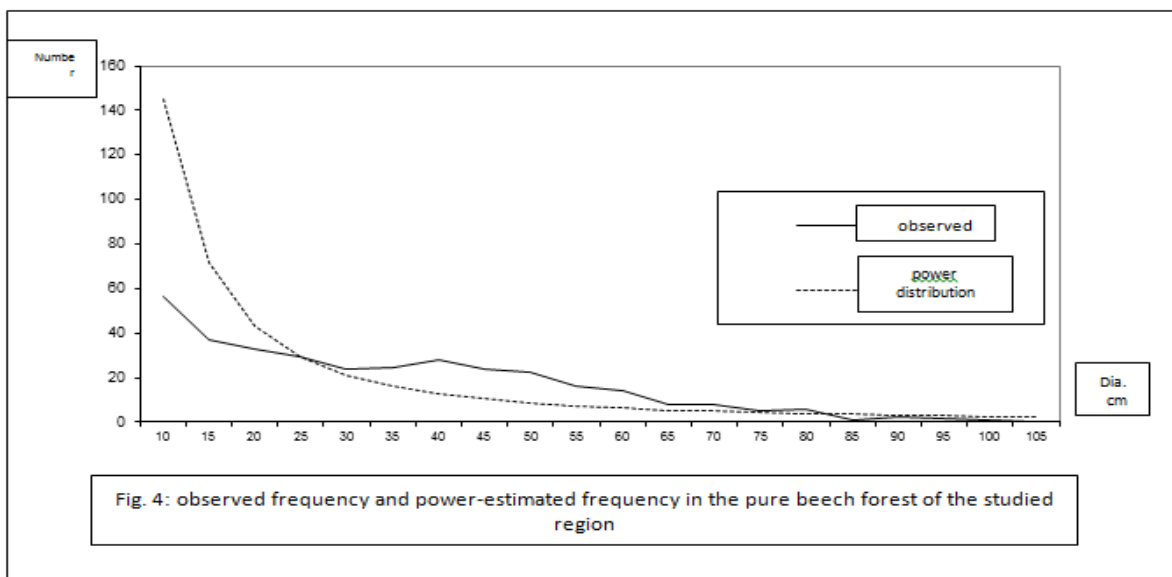 Numbe
r
160
140
120
100
80
60
40
20
0
10 15 20 25 30 35 40 45 50 55 60 65 70 75 80 85 90 95 100 105
observed
power
distribution
Dia.
cm
Fig. 4: observed frequency and power-estimated frequency in the pure beech forest of the studied
region